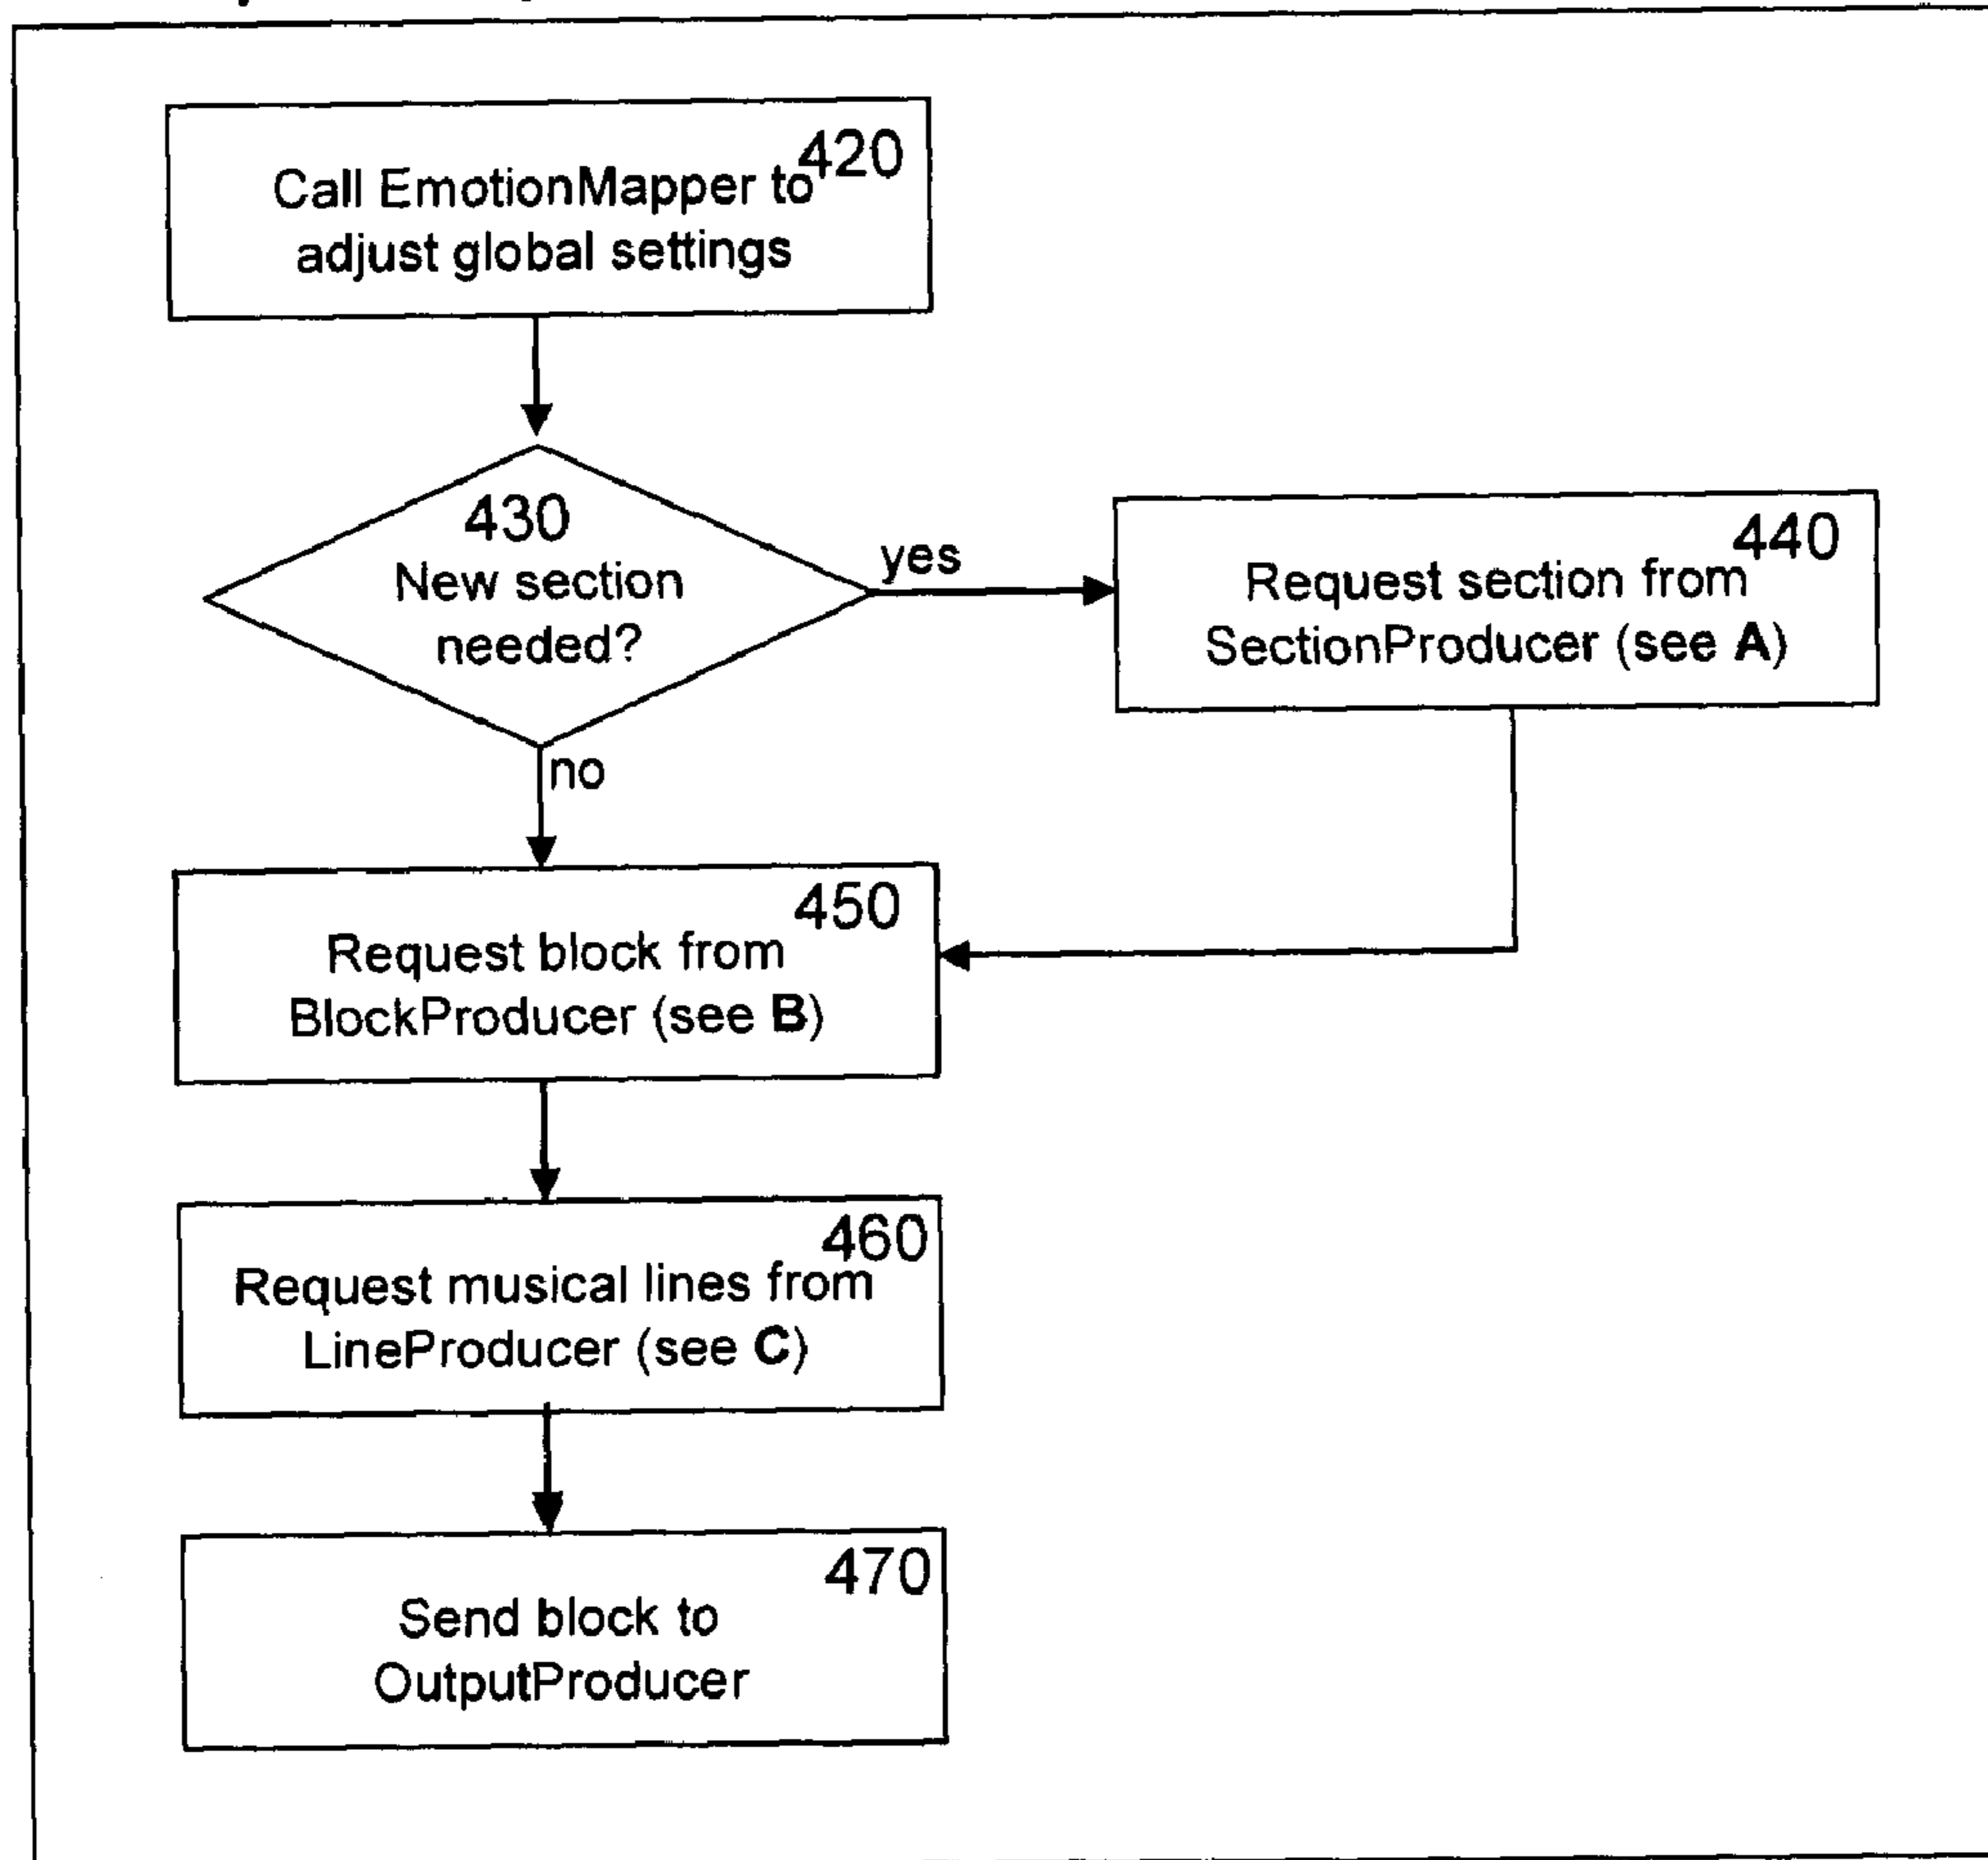 420
Call EmotionMapper to
adjust global settings
430
New section
needed?
yes
440
Request section from
SectionProducer (see A)
no
450
Request block from
BlockProducer (see B)
460
Request musical lines from
LineProducer (see C)
470
Send block to
OutputProducer